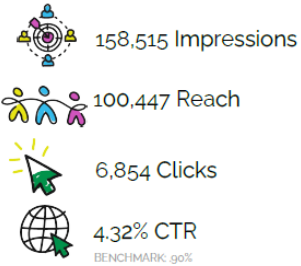 158,515 Impressions
100,447 Reach
6,854 Clicks
4.32% CTR
BENCHMARK: .90%